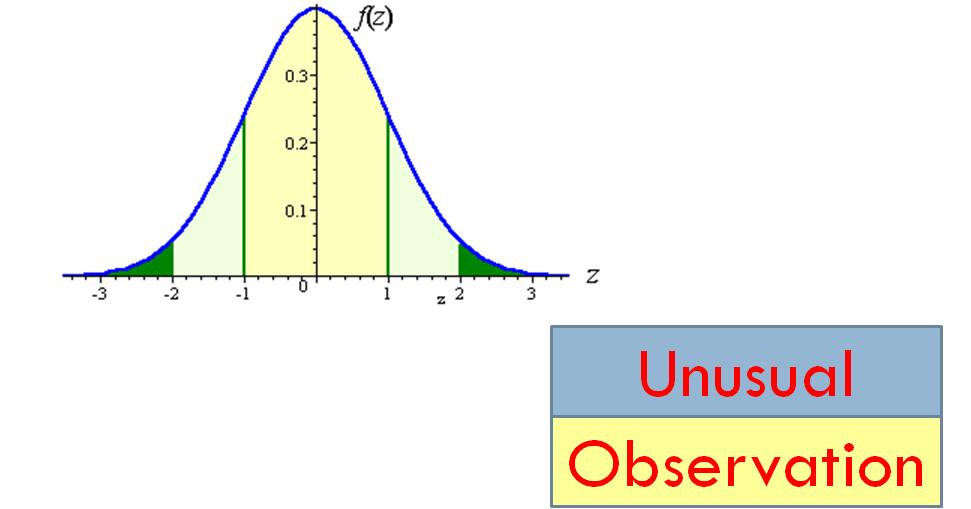 f(z)
0.3
0.2
0.1
0
-3 -2 -1 1 z 2 3 z
Unusual
Observation